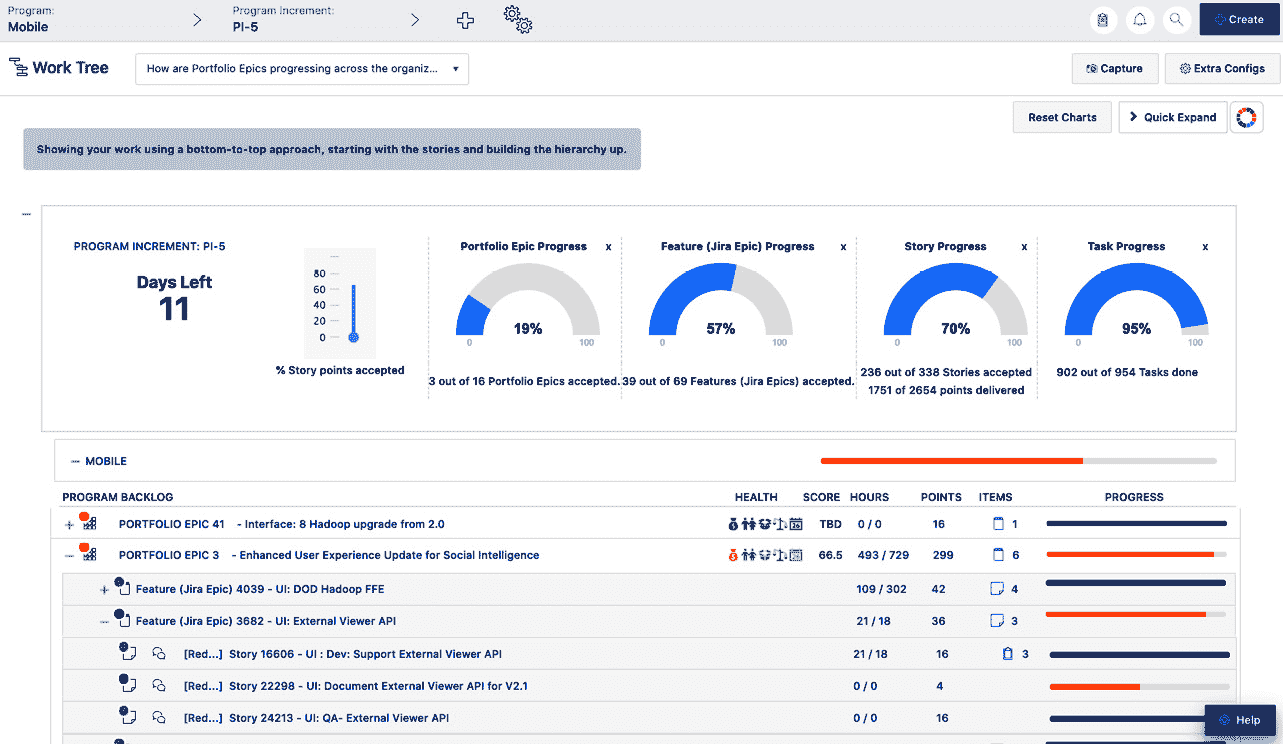 Program:
Mobile
Program Increment:
PI-5
Create
Work Tree
How are Portfolio Epics progressing across the organiz...
Capture
Extra Configs
Reset Charts
Quick Expand
Showing your work using a bottom-to-top approach, starting with the stories and building the hierarchy up.
PROGRAM INCREMENT: PI-5
Days Left
11
80
60
40
20
0
% Story points accepted
Portfolio Epic Progress x
19%
0 100
3 out of 16 Portfolio Epics accepted.
Feature (Jira Epic) Progress x
57%
0 100
39 out of 69 Features (Jira Epics) accepted.
Story Progress x
70%
0 100
236 out of 338 Stories accepted
1751 of 2654 points delivered
Task Progress x
95%
0 100
902 out of 954 Tasks done
MOBILE
PROGRAM BACKLOG HEALTH SCORE HOURS POINTS ITEMS PROGRESS
PORTFOLIO EPIC 41 - Interface: 8 Hadoop upgrade from 2.0 TBD 0 / 0 16 1
PORTFOLIO EPIC 3 - Enhanced User Experience Update for Social Intelligence 66.5 493 / 729 299 6
Feature (Jira Epic) 4039 - UI: DOD Hadoop FFE 109 / 302 42 4
Feature (Jira Epic) 3682 - UI: External Viewer API 21 / 18 36 3
[Red...] Story 16606 - UI : Dev: Support External Viewer API 21 / 18 16 3
[Red...] Story 22298 - UI: Document External Viewer API for V2.1 0 / 0 4
[Red...] Story 24213 - UI: QA- External Viewer API 0 / 0 16
Help